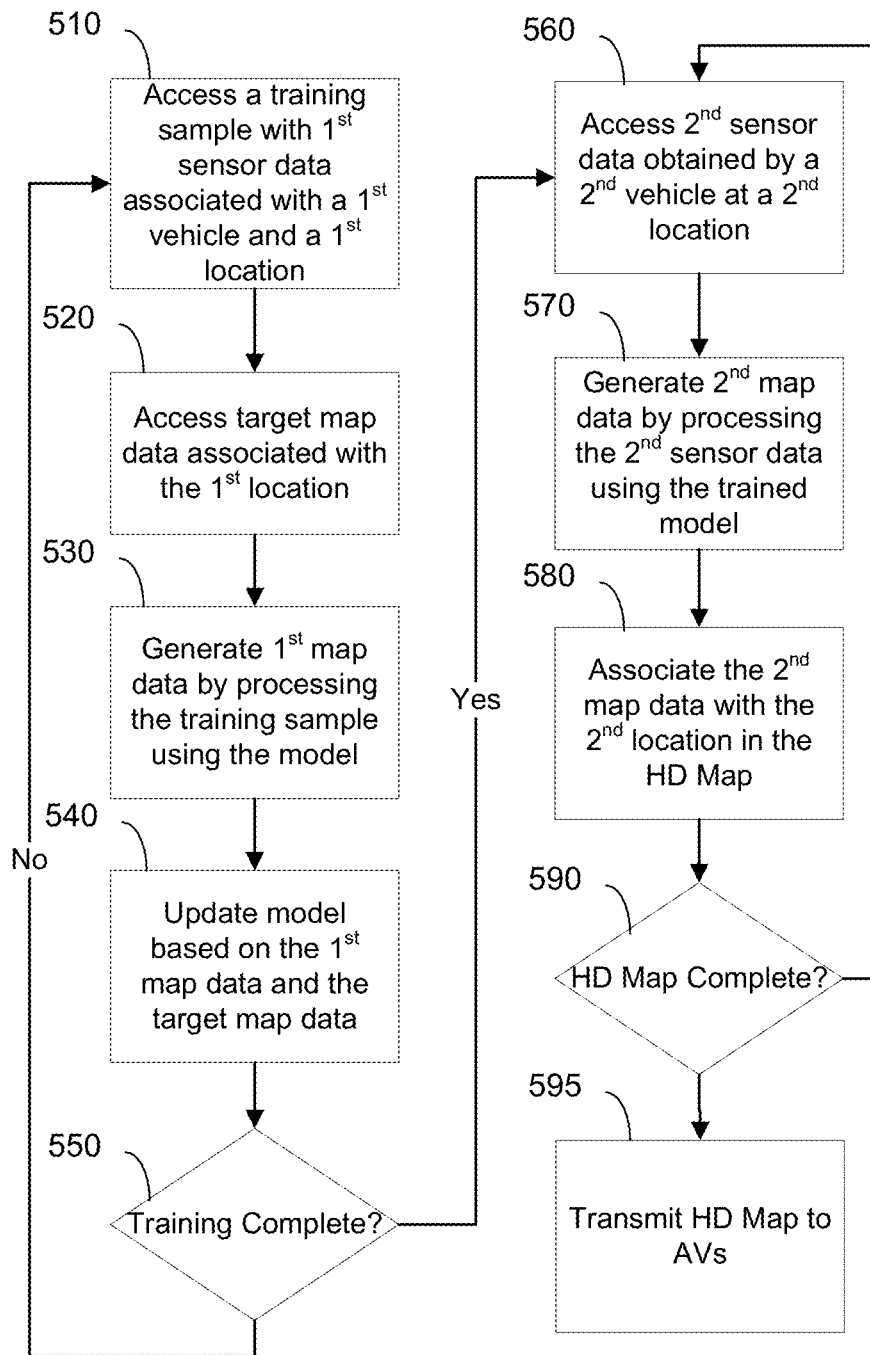 510
Access a training
sample with 1st
sensor data
associated with a 1st
vehicle and a 1st
location
520
Access target map
data associated with
the 1st location
530
Generate 1st map
data by processing
the training sample
using the model
540
No
Update model
based on the 1st
map data and the
target map data
550
Training Complete?
Yes
560
Access 2nd sensor
data obtained by a
2nd vehicle at a 2nd
location
570
Generate 2nd map
data by processing
the 2nd sensor data
using the trained
model
580
Associate the 2nd
map data with the
2nd location in the
HD Map
590
HD Map Complete?
595
Transmit HD Map to
AVs